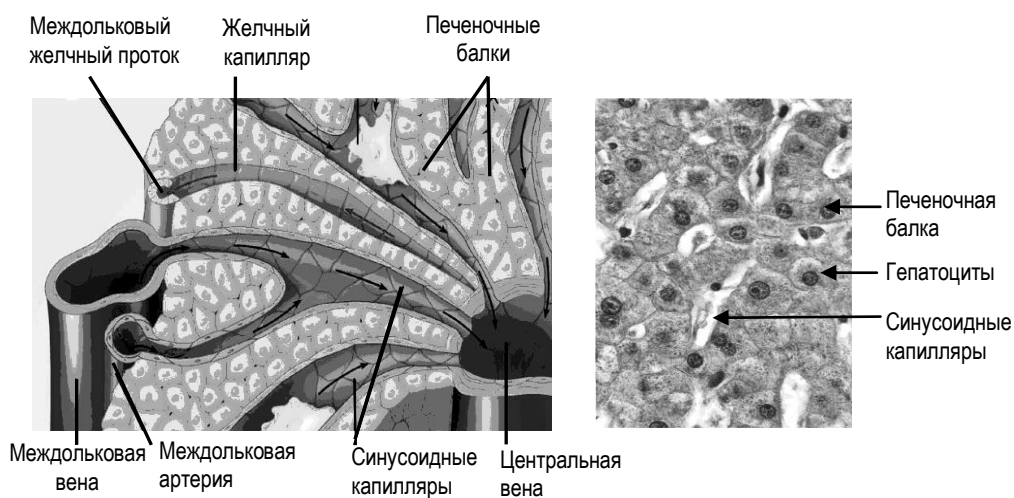 Междольковый
желчный проток
Желчный
капилляр
Печеночные
балки
Печеночная
балка
Гепатоциты
Синусоидные
капилляры
Междольковая
вена
Междольковая
артерия
Синусоидные
капилляры
Центральная
вена